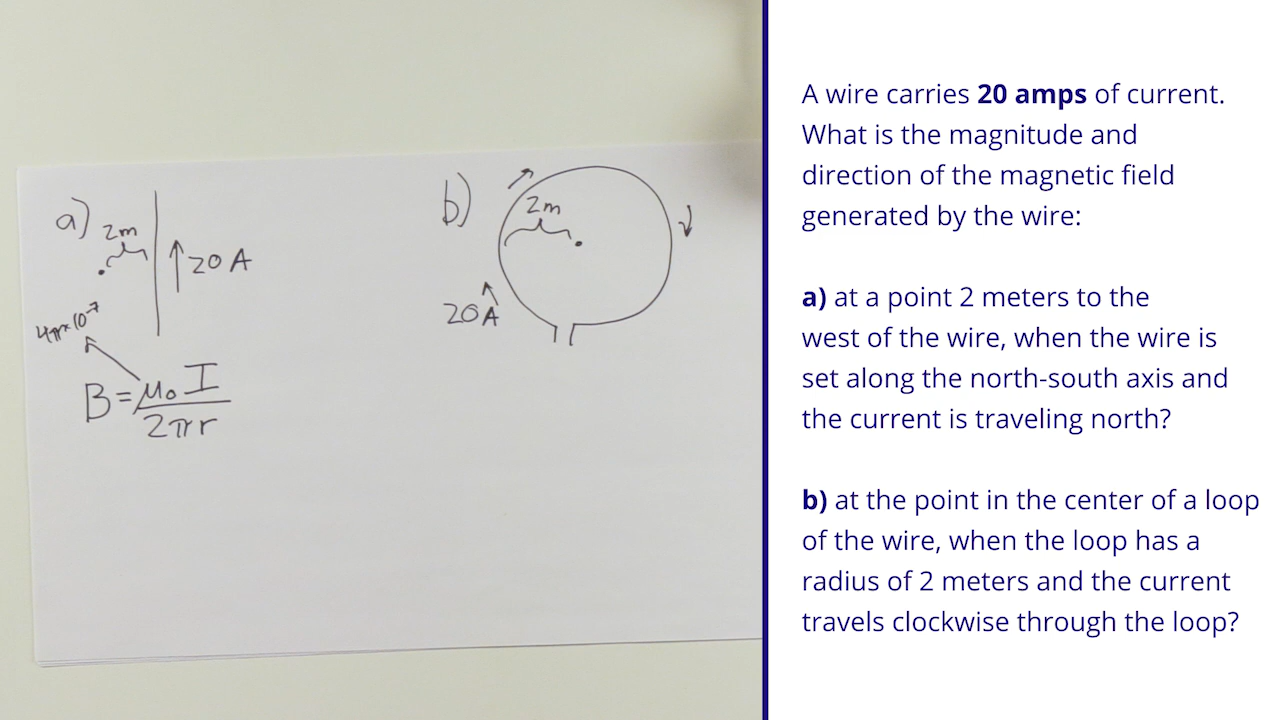 a)
2m
20 A
4π×10⁻⁷
B = μ₀ I
2πr
b)
2m
20A
A wire carries 20 amps of current.
What is the magnitude and
direction of the magnetic field
generated by the wire:
a) at a point 2 meters to the
west of the wire, when the wire is
set along the north-south axis and
the current is traveling north?
b) at the point in the center of a loop
of the wire, when the loop has a
radius of 2 meters and the current
travels clockwise through the loop?